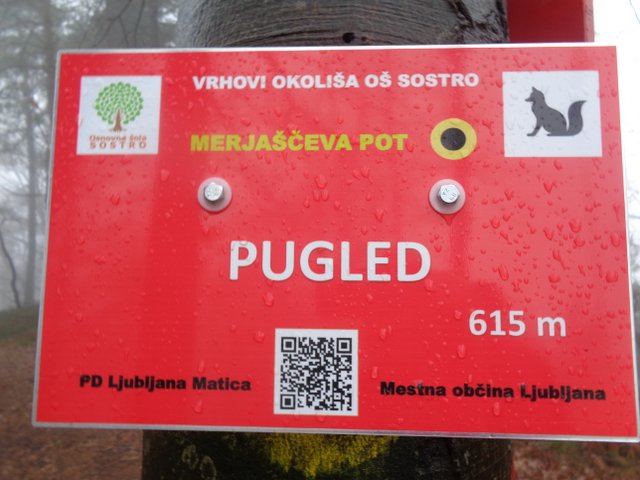 VRHOVI OKOLIŠA OŠ SOSTRO
Osnovna šola
SOSTRO
MERJAŠČEVA POT
PUGLED
615 m
PD Ljubljana Matica
Mestna občina Ljubljana